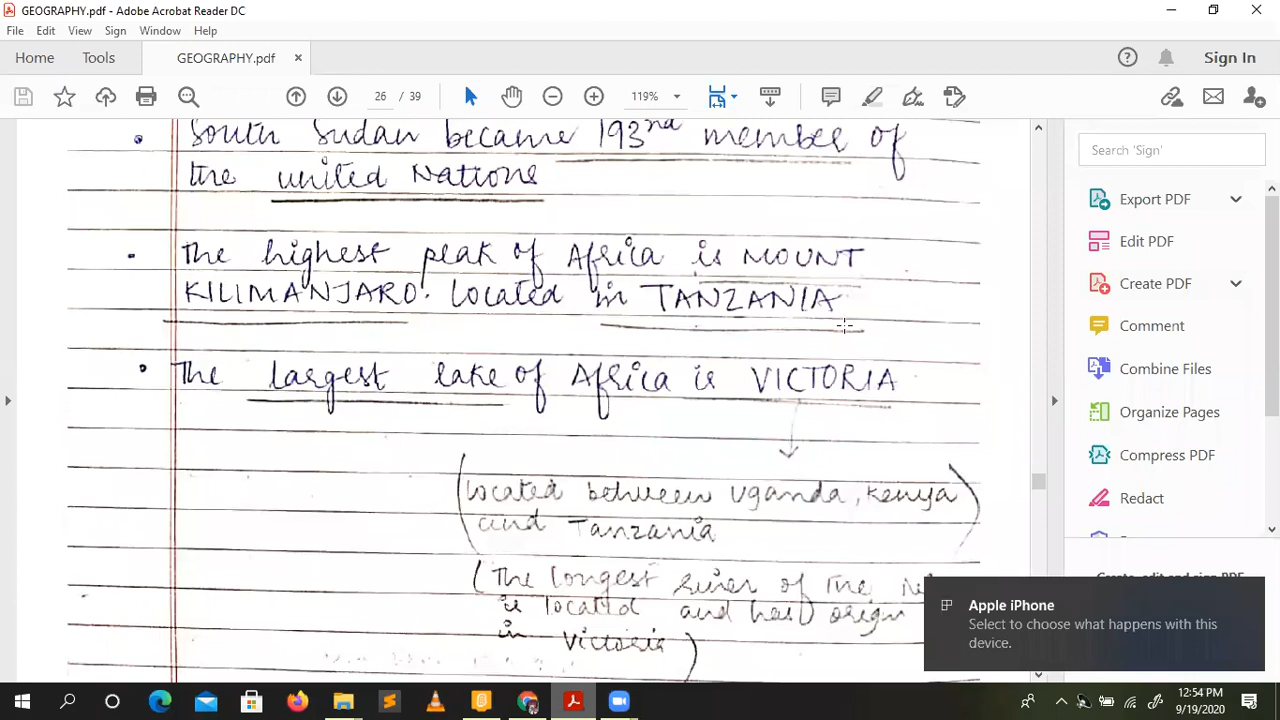 GEOGRAPHY.pdf - Adobe Acrobat Reader DC
File Edit View Sign Window Help
Home Tools GEOGRAPHY.pdf × Sign In
26 / 39 119%
South Sudan became 193rd member of
the United Nations
The highest peak of Africa is MOUNT
KILIMANJARO. Located in TANZANIA
The largest lake of Africa is VICTORIA
(located between Uganda, Kenya
and Tanzania)
(The longest river of the
is located and has origin
in Victoria)
Search 'Sign'
Export PDF
Edit PDF
Create PDF
Comment
Combine Files
Organize Pages
Compress PDF
Redact
Apple iPhone
Select to choose what happens with this
device.
12:54 PM
9/19/2020